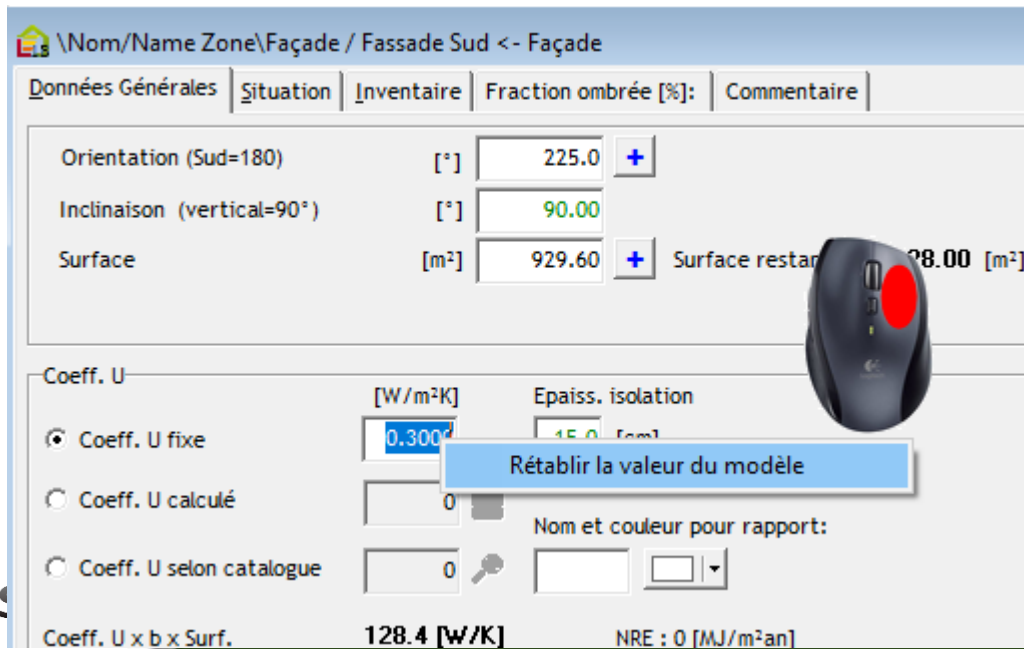 \Nom/Name Zone\Façade / Fassade Sud <- Façade
Données Générales Situation Inventaire Fraction ombrée [%]: Commentaire
Orientation (Sud=180) [°] 225.0 +
Inclinaison (vertical=90°) [°] 90.00
Surface [m²] 929.60 + Surface 28.00 [m²]
Coeff. U
[W/m²K] Epaiss. isolation
Coeff. U fixe 0.3000 15.0 [cm]
Rétablir la valeur du modèle
Coeff. U calculé 0
Nom et couleur pour rapport:
Coeff. U selon catalogue 0
Coeff. U x b x Surf. 128.4 [W/K] NRE : 0 [MJ/m²an]